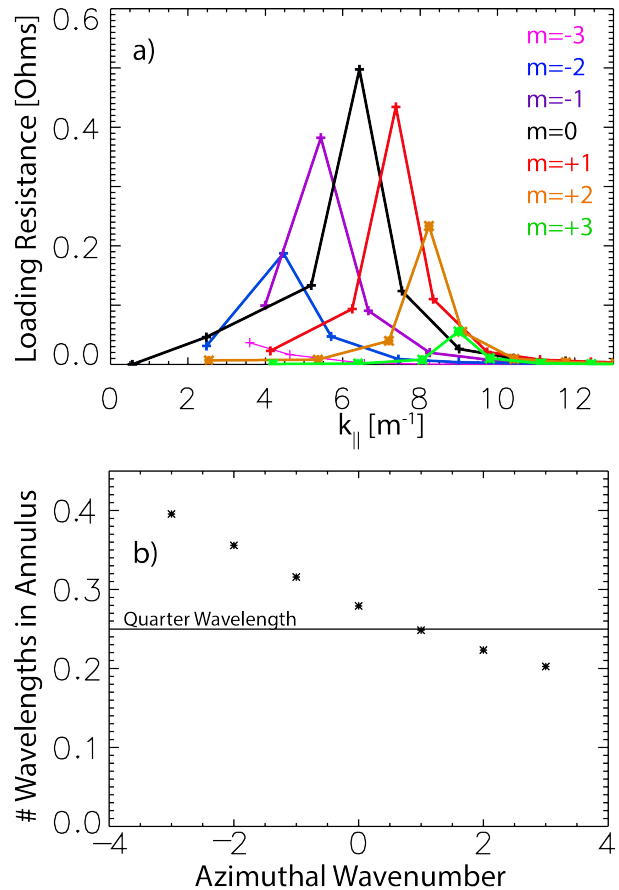 0.6
a)
m=-3
m=-2
m=-1
m=0
m=+1
m=+2
m=+3
0.4
0.2
0.0
Loading Resistance [Ohms]
0 2 4 6 8 10 12
k|| [m⁻¹]
0.4
b)
0.3
Quarter Wavelength
0.2
0.1
0.0
# Wavelengths in Annulus
−4 −2 0 2 4
Azimuthal Wavenumber